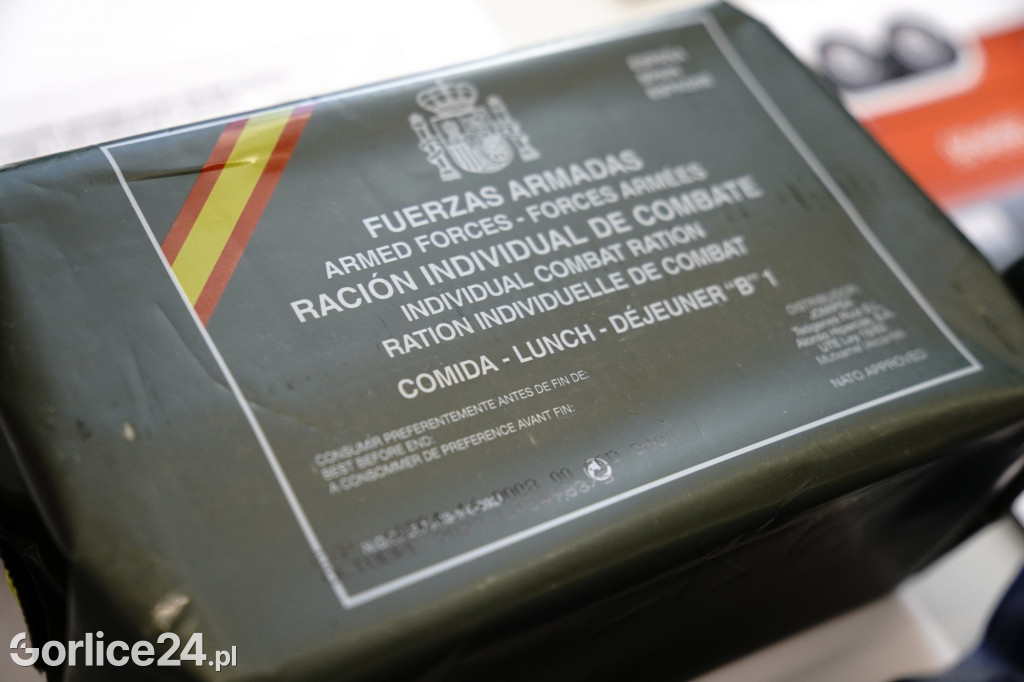 FUERZAS ARMADAS
ARMED FORCES - FORCES ARMÉES
RACIÓN INDIVIDUAL DE COMBATE
INDIVIDUAL COMBAT RATION
RATION INDIVIDUELLE DE COMBAT
COMIDA - LUNCH - DÉJEUNER "B" 1
CONSUMÍR PREFERENTEMENTE ANTES DE FIN DE:
BEST BEFORE END:
A CONSOMMER DE PREFERENCE AVANT FIN:
DISTRIBUIDOR
NATO APPROVED
Gorlice24.pl